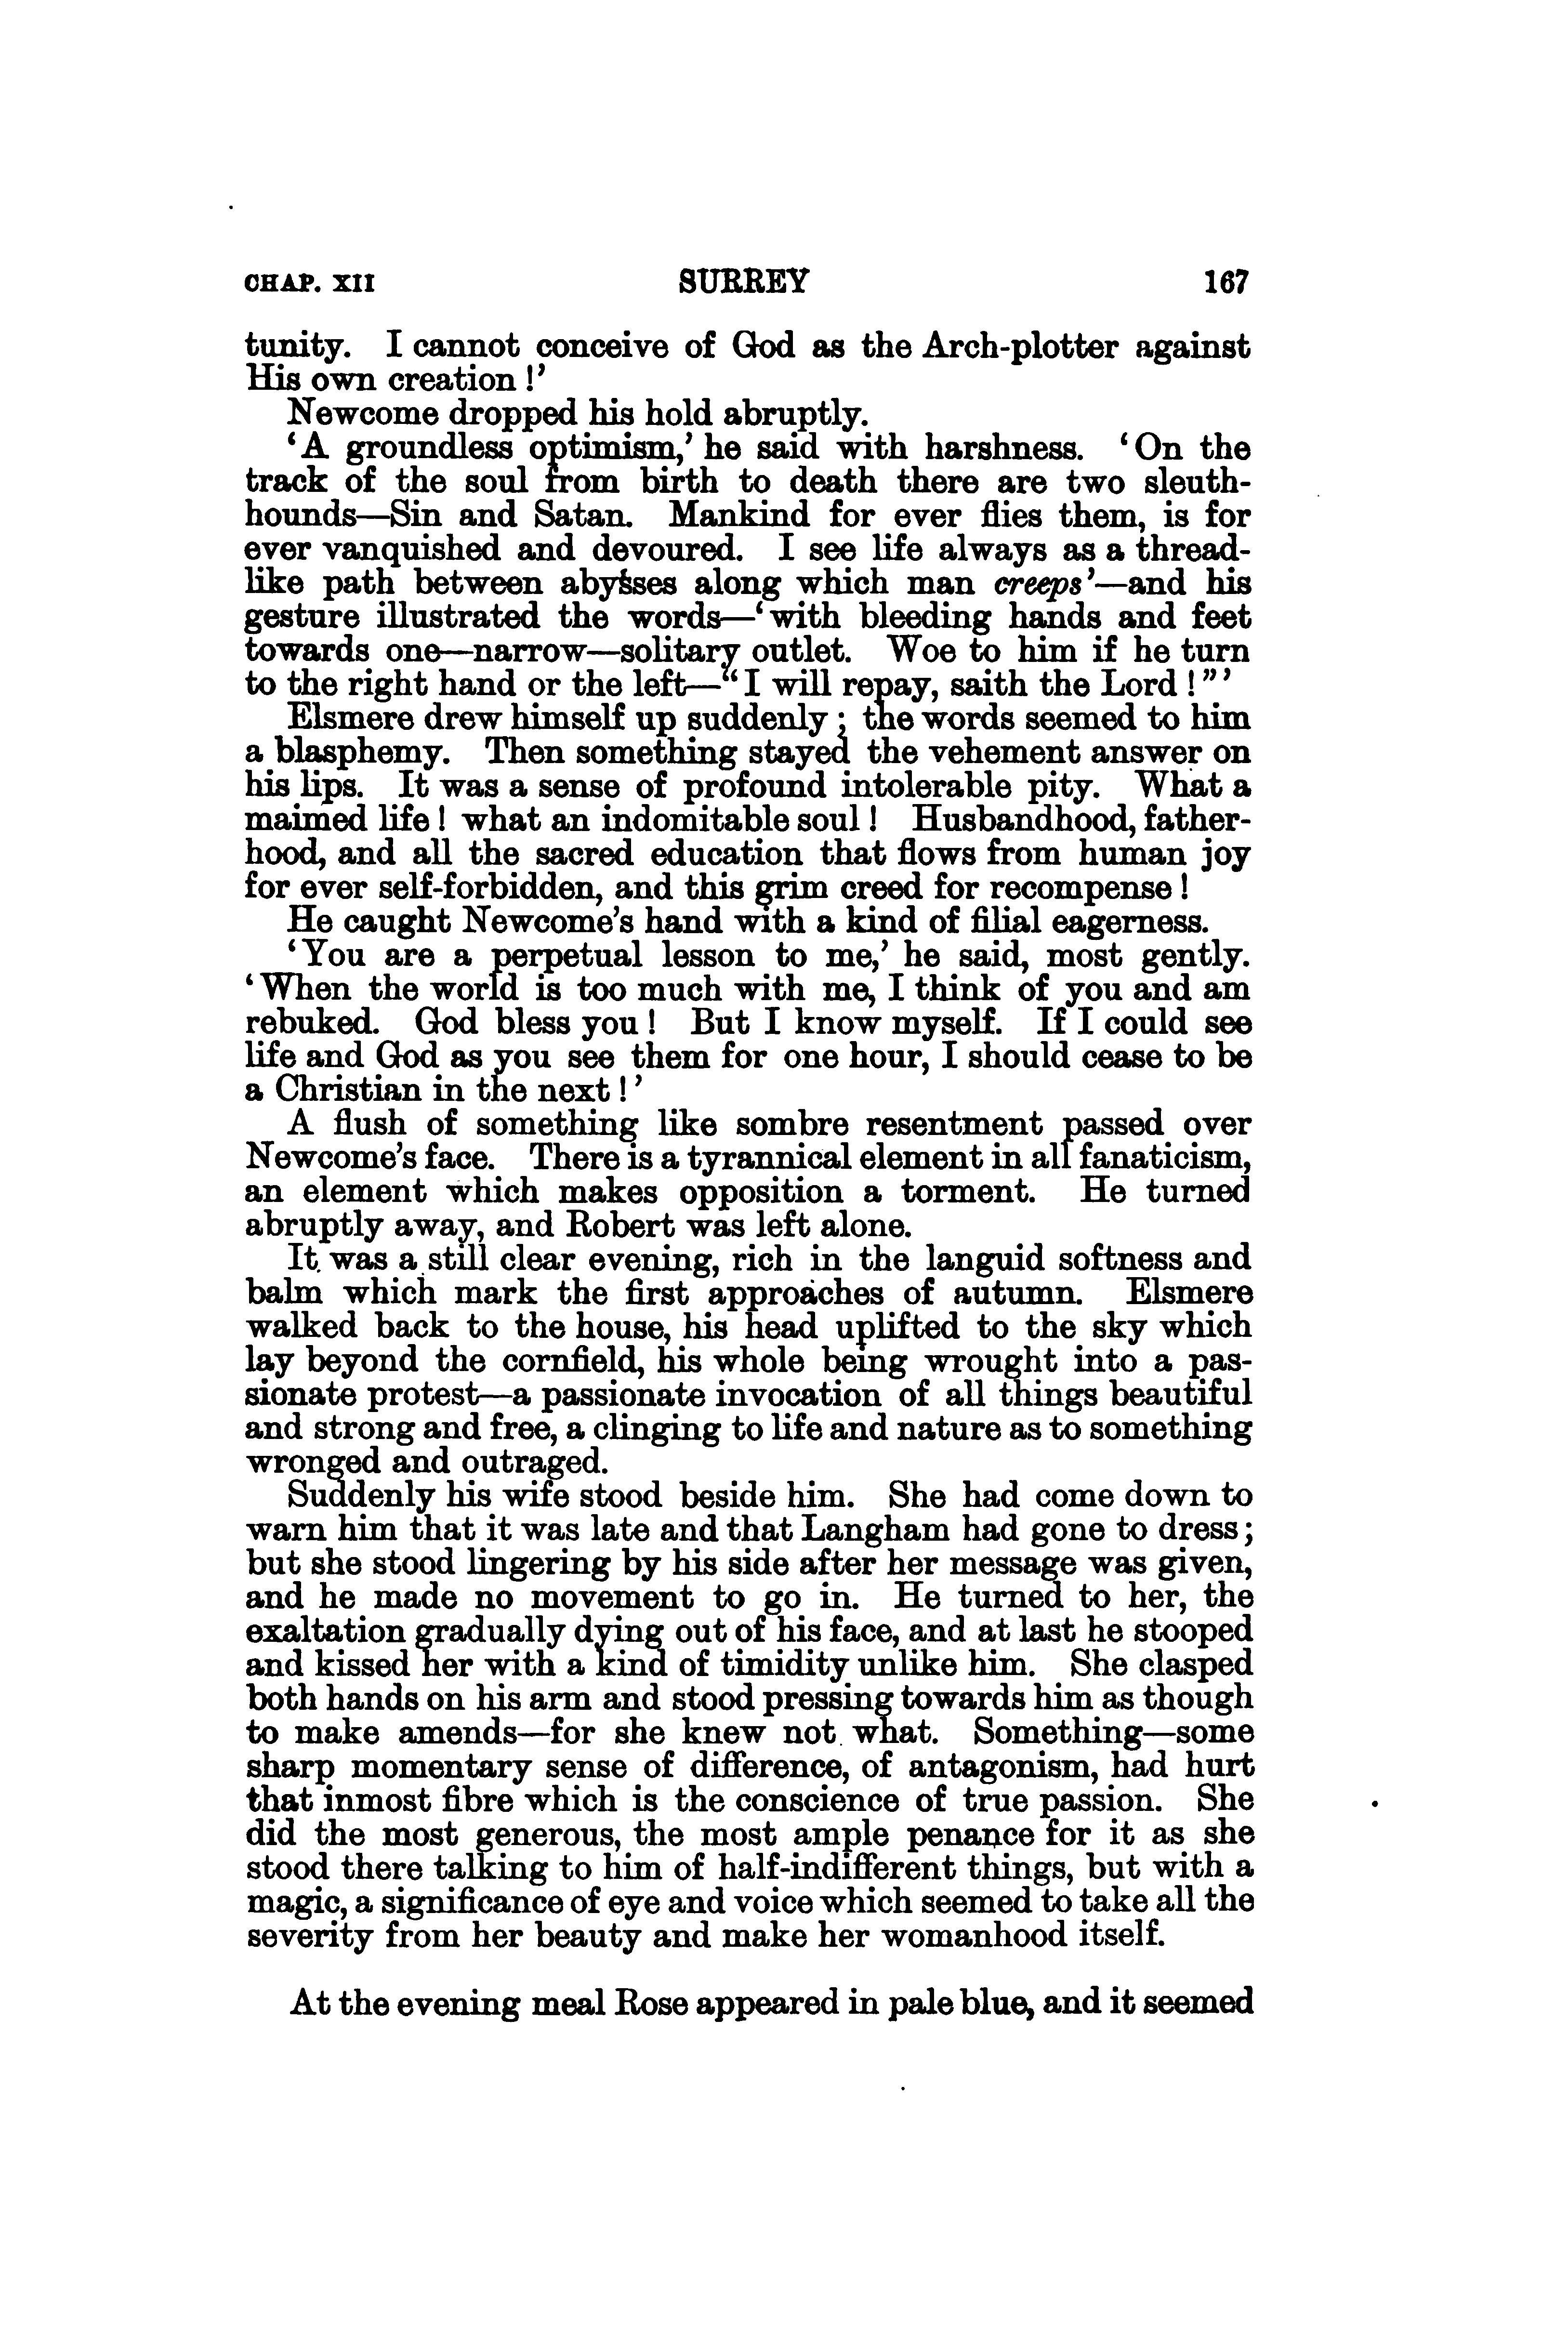 CHAP. XII SURREY 167
tunity. I cannot conceive of God as the Arch-plotter against
His own creation!’
Newcome dropped his hold abruptly.
‘A groundless optimism,’ he said with harshness. ‘On the
track of the soul from birth to death there are two sleuth-
hounds—Sin and Satan. Mankind for ever flies them, is for
ever vanquished and devoured. I see life always as a thread-
like path between abysses along which man creeps’—and his
gesture illustrated the words—‘with bleeding hands and feet
towards one—narrow—solitary outlet. Woe to him if he turn
to the right hand or the left—“I will repay, saith the Lord!”’
Elsmere drew himself up suddenly; the words seemed to him
a blasphemy. Then something stayed the vehement answer on
his lips. It was a sense of profound intolerable pity. What a
maimed life! what an indomitable soul! Husbandhood, father-
hood, and all the sacred education that flows from human joy
for ever self-forbidden, and this grim creed for recompense!
He caught Newcome’s hand with a kind of filial eagerness.
‘You are a perpetual lesson to me,’ he said, most gently.
‘When the world is too much with me, I think of you and am
rebuked. God bless you! But I know myself. If I could see
life and God as you see them for one hour, I should cease to be
a Christian in the next!’
A flush of something like sombre resentment passed over
Newcome’s face. There is a tyrannical element in all fanaticism,
an element which makes opposition a torment. He turned
abruptly away, and Robert was left alone.
It was a still clear evening, rich in the languid softness and
balm which mark the first approaches of autumn. Elsmere
walked back to the house, his head uplifted to the sky which
lay beyond the cornfield, his whole being wrought into a pas-
sionate protest—a passionate invocation of all things beautiful
and strong and free, a clinging to life and nature as to something
wronged and outraged.
Suddenly his wife stood beside him. She had come down to
warn him that it was late and that Langham had gone to dress;
but she stood lingering by his side after her message was given,
and he made no movement to go in. He turned to her, the
exaltation gradually dying out of his face, and at last he stooped
and kissed her with a kind of timidity unlike him. She clasped
both hands on his arm and stood pressing towards him as though
to make amends—for she knew not what. Something—some
sharp momentary sense of difference, of antagonism, had hurt
that inmost fibre which is the conscience of true passion. She
did the most generous, the most ample penance for it as she
stood there talking to him of half-indifferent things, but with a
magic, a significance of eye and voice which seemed to take all the
severity from her beauty and make her womanhood itself.
At the evening meal Rose appeared in pale blue, and it seemed